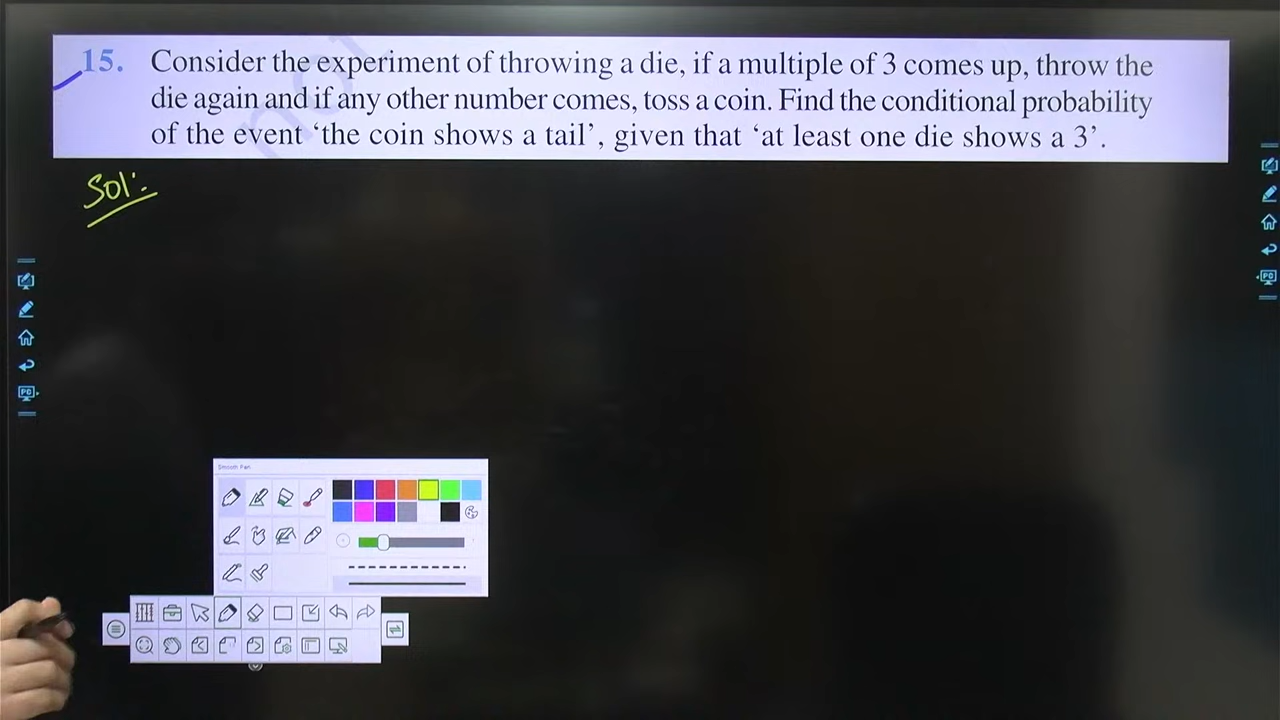 15. Consider the experiment of throwing a die, if a multiple of 3 comes up, throw the
die again and if any other number comes, toss a coin. Find the conditional probability
of the event ‘the coin shows a tail’, given that ‘at least one die shows a 3’.
Sol:
Smooth Pen